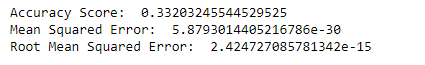 Accuracy Score:  0.33203245544529525
Mean Squared Error:  5.8793014405216786e-30
Root Mean Squared Error:  2.424727085781342e-15